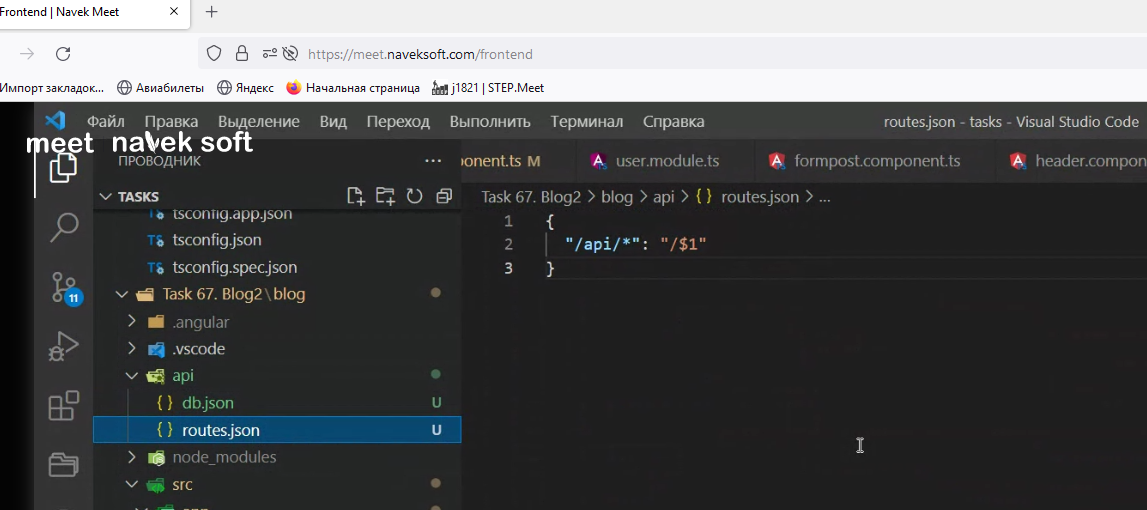 Frontend | Navek Meet
https://meet.naveksoft.com/frontend
Импорт закладок... Авиабилеты Яндекс Начальная страница j1821 | STEP.Meet
Файл Правка Выделение Вид Переход Выполнить Терминал Справка routes.json - tasks - Visual Studio Code
meet navek soft
ПРОВОДНИК ... onent.ts M user.module.ts formpost.component.ts header.compon
TASKS Task 67. Blog2 > blog > api > {} routes.json > ...
tsconfig.app.json
tsconfig.json
tsconfig.spec.json
Task 67. Blog2\blog
.angular
.vscode
api
{} db.json U
{} routes.json U
node_modules
src
11
1 {
2 "/api/*": "/$1"
3 }